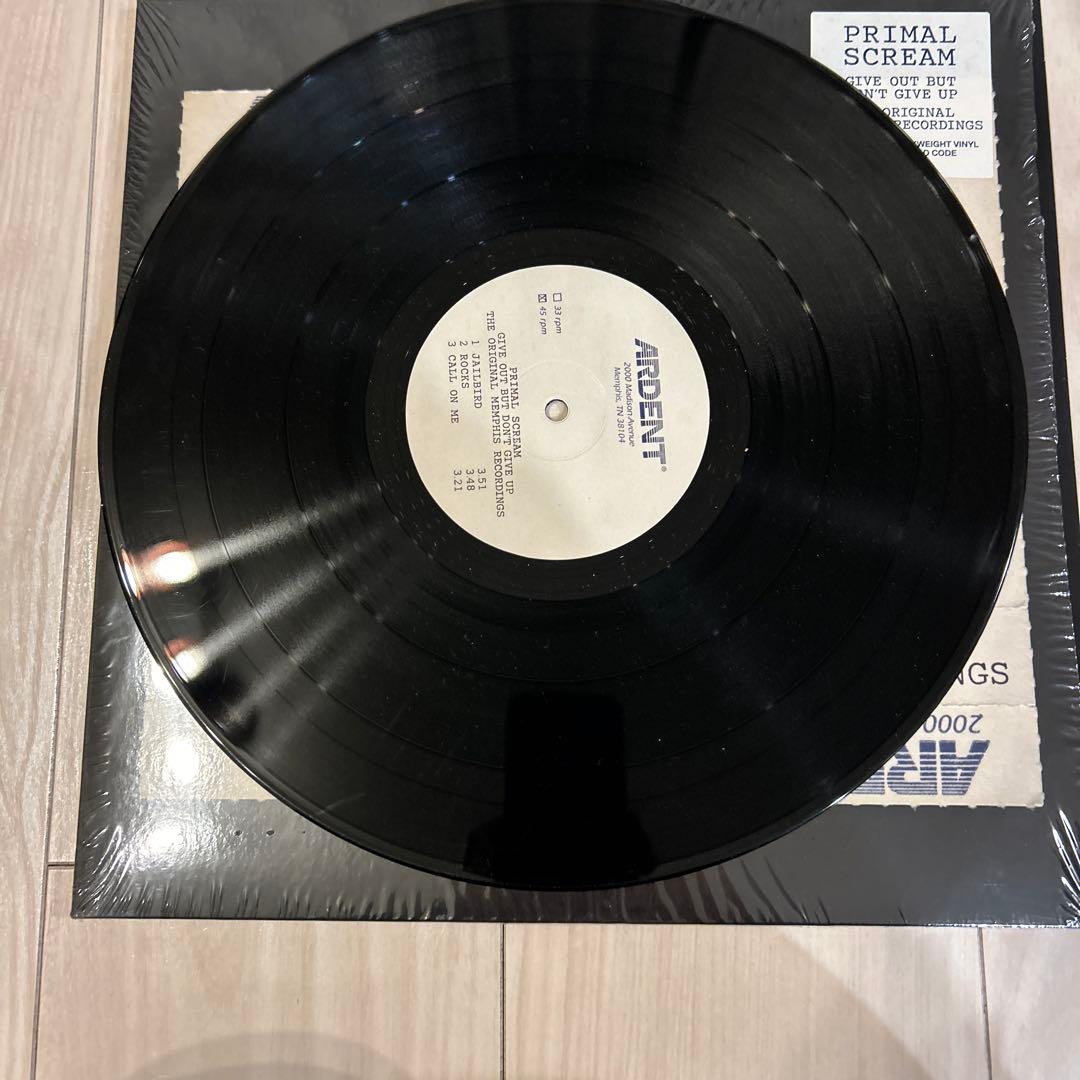 PRIMAL
SCREAM
GIVE OUT BUT
DON'T GIVE UP
ORIGINAL
RECORDINGS
WEIGHT VINYL
CODE
ARDENT®
2000 Madison Avenue
Memphis, TN 38104
33 rpm
45 rpm
PRIMAL SCREAM
GIVE OUT BUT DON'T GIVE UP
THE ORIGINAL MEMPHIS RECORDINGS
1 JAILBIRD 3.51
2 ROCKS 3.48
3 CALL ON ME 3.21
NGS
2000
AR